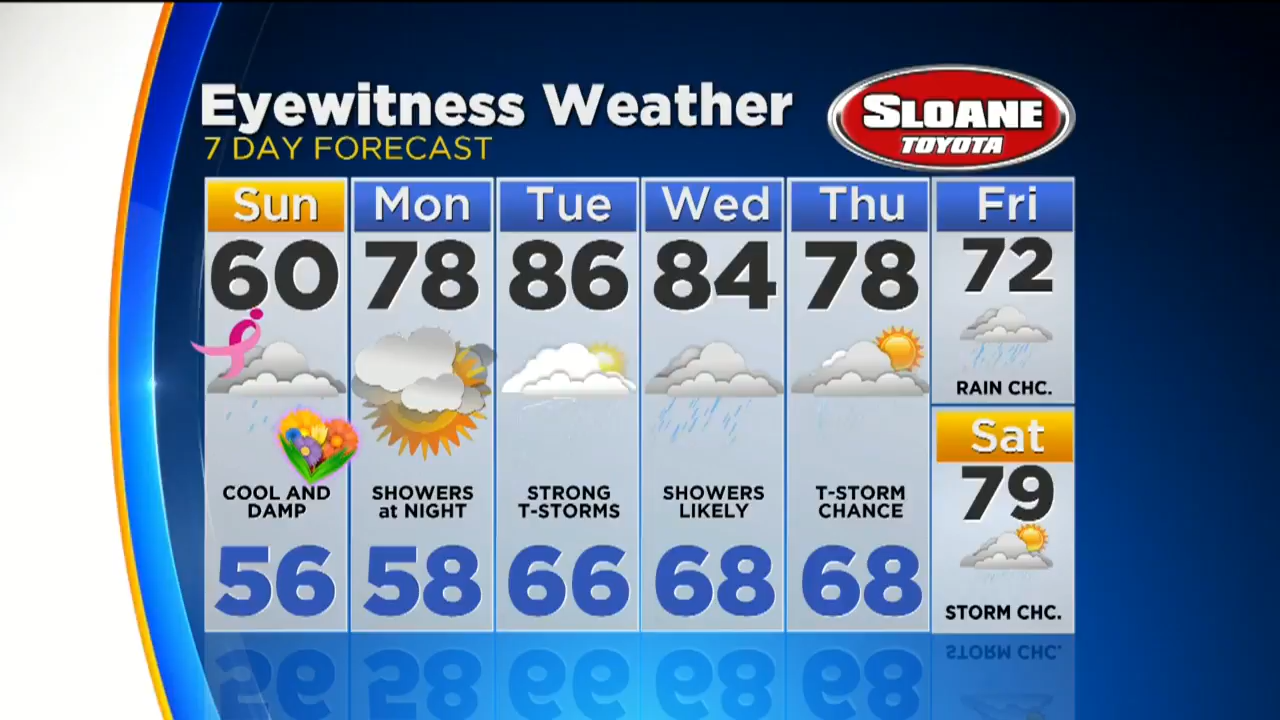 Eyewitness Weather
7 DAY FORECAST
SLOANE
TOYOTA
Sun
60
COOL AND
DAMP
56
Mon
78
SHOWERS
at NIGHT
58
Tue
86
STRONG
T-STORMS
66
Wed
84
SHOWERS
LIKELY
68
Thu
78
T-STORM
CHANCE
68
Fri
72
RAIN CHC.
Sat
79
STORM CHC.